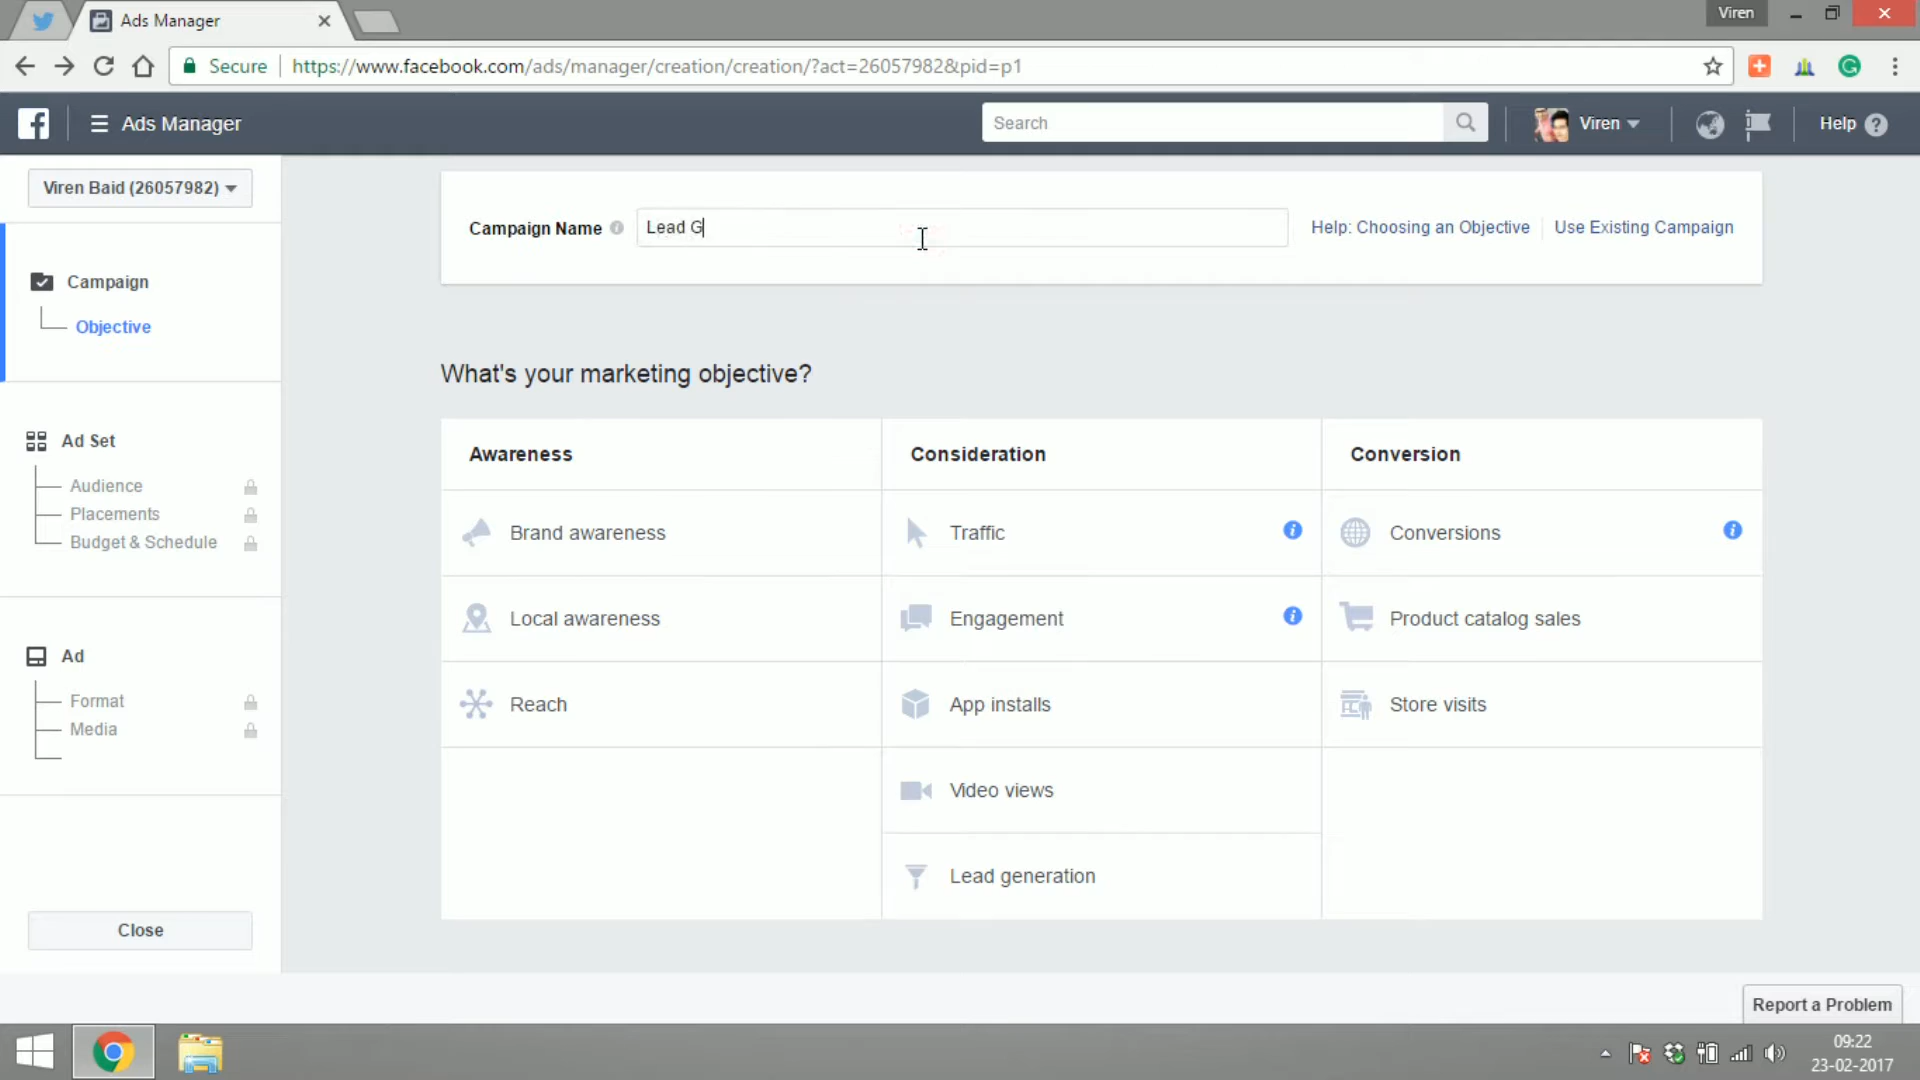 Ads Manager
Viren
Secure
https://www.facebook.com/ads/manager/creation/creation/?act=26057982&pid=p1
Ads Manager
Search
Viren
Help
Viren Baid (26057982)
Campaign Name
Lead G
Help: Choosing an Objective
Use Existing Campaign
Campaign
Objective
What's your marketing objective?
Ad Set
Audience
Placements
Budget & Schedule
Awareness
Consideration
Conversion
Brand awareness
Traffic
Conversions
Local awareness
Engagement
Product catalog sales
Ad
Format
Media
Reach
App installs
Store visits
Video views
Lead generation
Close
Report a Problem
09:22
23-02-2017